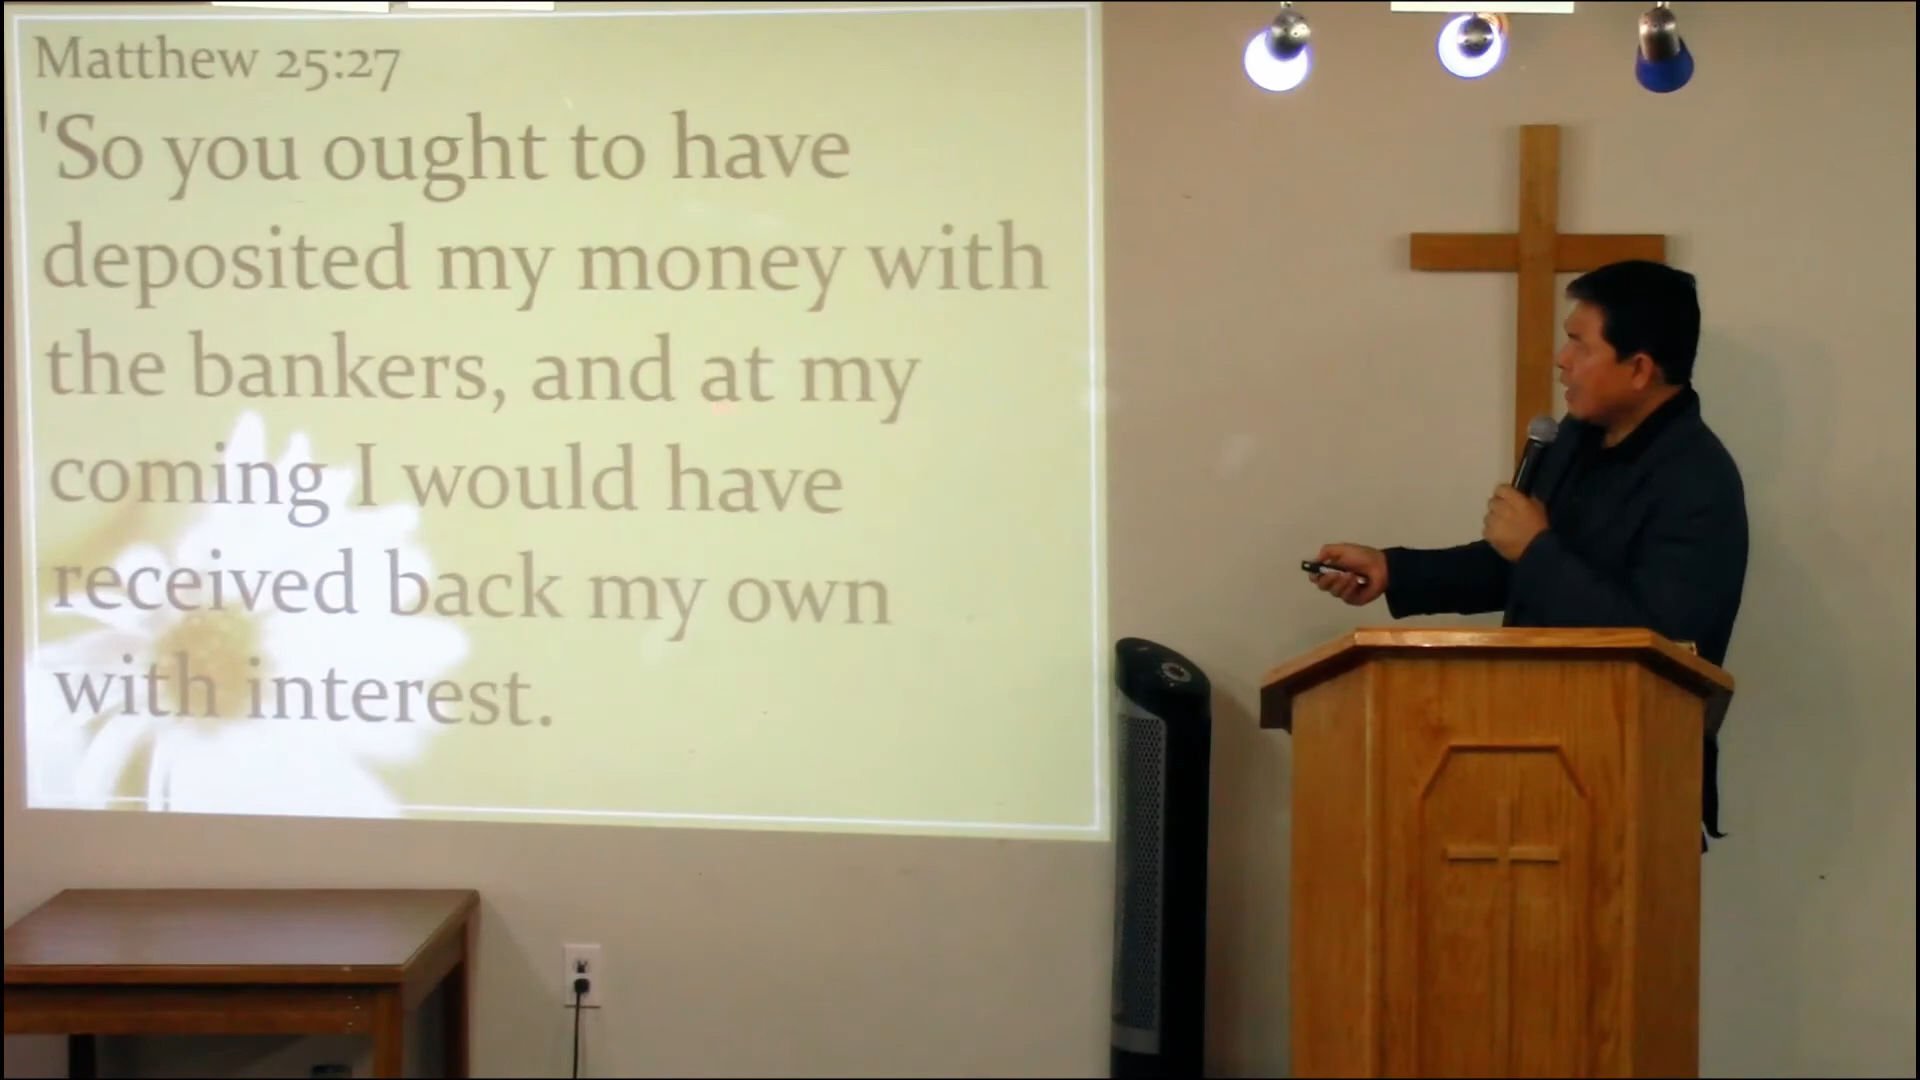 Matthew 25:27
'So you ought to have
deposited my money with
the bankers, and at my
coming I would have
received back my own
with interest.